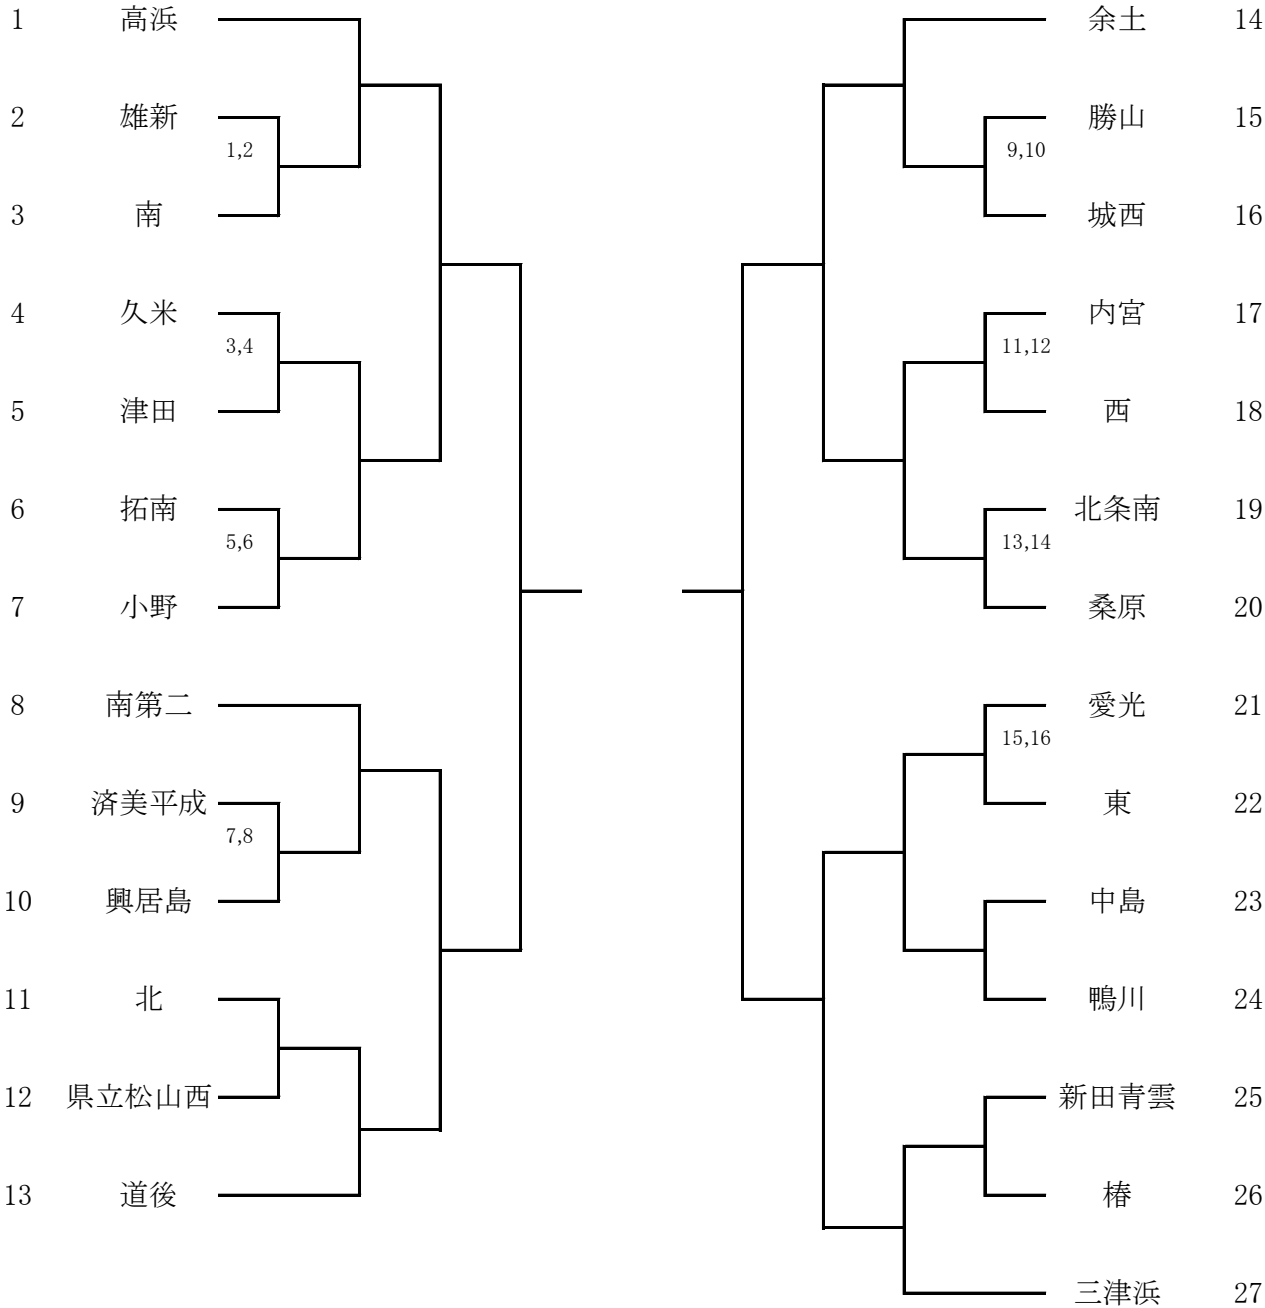 1 高浜
2 雄新
1,2
3 南
4 久米
3,4
5 津田
6 拓南
5,6
7 小野
8 南第二
9 済美平成
7,8
10 興居島
11 北
12 県立松山西
13 道後
余土 14
勝山 15
9,10
城西 16
内宮 17
11,12
西 18
北条南 19
13,14
桑原 20
愛光 21
15,16
東 22
中島 23
鴨川 24
新田青雲 25
椿 26
三津浜 27